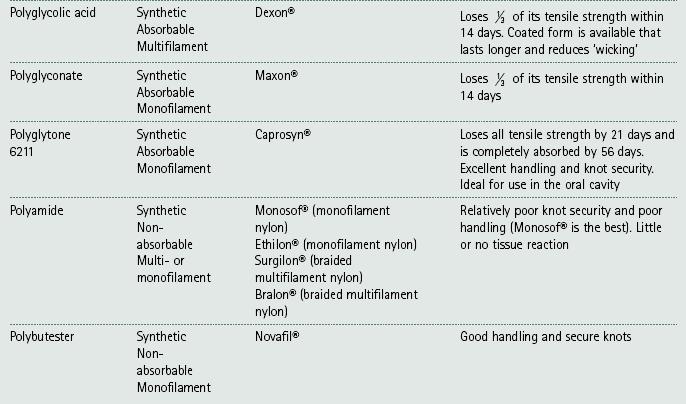 Polyglycolic acid Synthetic Dexon® Loses ⅓ of its tensile strength within
Absorbable 14 days. Coated form is available that
Multifilament lasts longer and reduces ‘wicking’
Polyglyconate Synthetic Maxon® Loses ⅓ of its tensile strength within
Absorbable 14 days
Monofilament
Polyglytone Synthetic Caprosyn® Loses all tensile strength by 21 days and
6211 Absorbable is completely absorbed by 56 days.
Monofilament Excellent handling and knot security.
Ideal for use in the oral cavity
Polyamide Synthetic Monosof® (monofilament Relatively poor knot security and poor
Non- nylon) handling (Monosof® is the best). Little
absorbable Ethilon® (monofilament nylon) or no tissue reaction
Multi- or Surgilon® (braided
monofilament multifilament nylon)
Bralon® (braided multifilament
nylon)
Polybutester Synthetic Novafil® Good handling and secure knots
Non-
absorbable
Monofilament